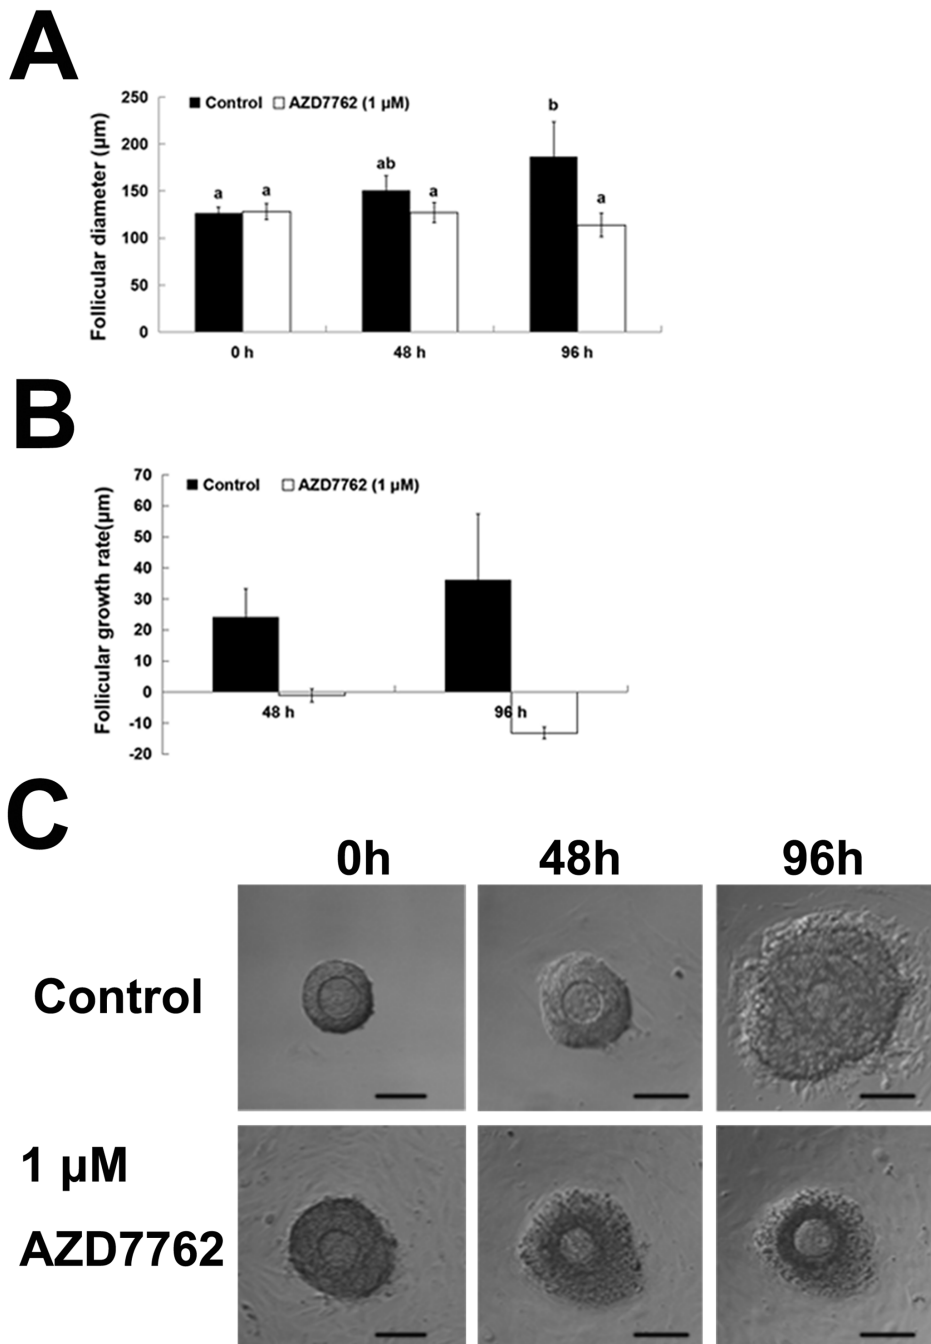 A
Follicular diameter (μm)
250
200
150
100
50
0
Control AZD7762 (1 μM)
a a ab a b a
0 h 48 h 96 h
B
Follicular growth rate(μm)
70
60
50
40
30
20
10
0
-10
-20
Control AZD7762 (1 μM)
48 h 96 h
C
0h 48h 96h
Control
1 μM
AZD7762